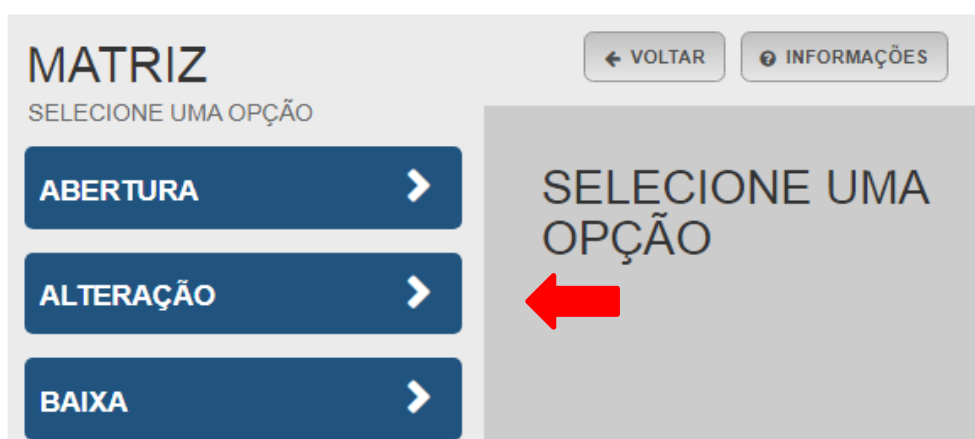 MATRIZ
SELECIONE UMA OPÇÃO
ABERTURA
ALTERAÇÃO
BAIXA
VOLTAR
INFORMAÇÕES
SELECIONE UMA
OPÇÃO